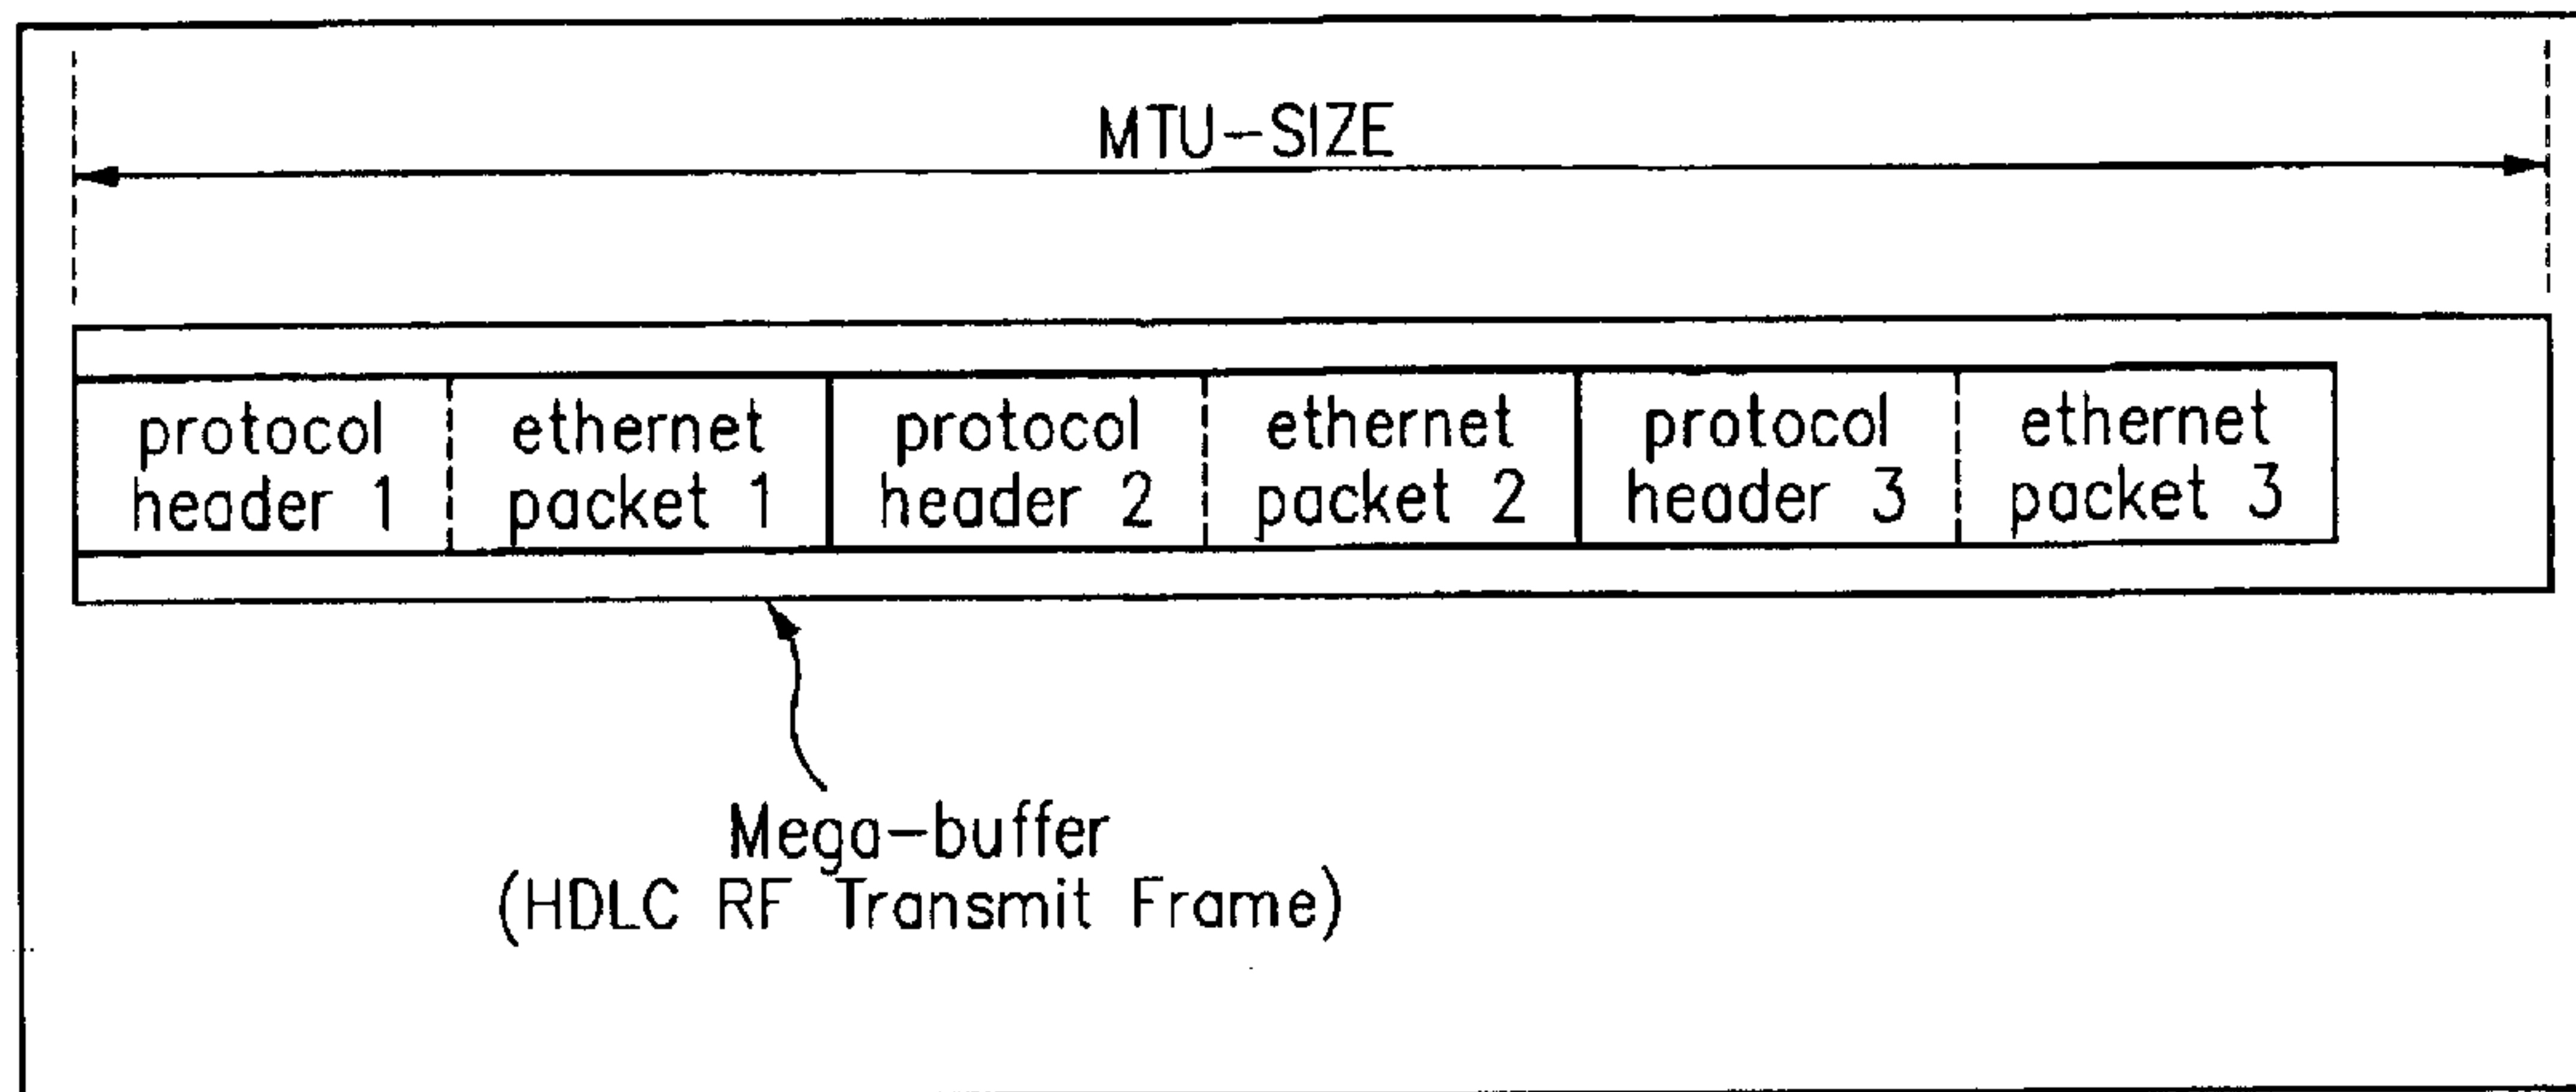 MTU-SIZE
protocol header 1
ethernet packet 1
protocol header 2
ethernet packet 2
protocol header 3
ethernet packet 3
Mega-buffer
(HDLC RF Transmit Frame)